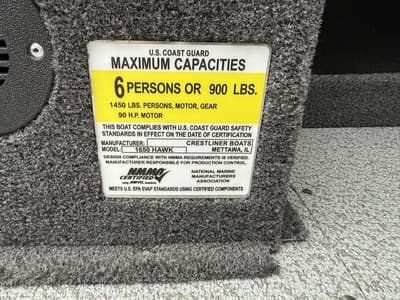 U.S. COAST GUARD
MAXIMUM CAPACITIES
6 PERSONS OR 900 LBS.
1450 LBS. PERSONS, MOTOR, GEAR
90 H.P. MOTOR
THIS BOAT COMPLIES WITH U.S. COAST GUARD SAFETY
STANDARDS IN EFFECT ON THE DATE OF CERTIFICATION
MANUFACTURER: CRESTLINER BOATS
MODEL: 1650 HAWK METTAWA, IL
DESIGN COMPLIANCE WITH NMMA REQUIREMENTS IS VERIFIED.
MANUFACTURER RESPONSIBLE FOR PRODUCTION CONTROL.
NMMA
CERTIFIED
using ABYC standards
NATIONAL MARINE
MANUFACTURERS
ASSOCIATION
MEETS U.S. EPA EVAP STANDARDS USING CERTIFIED COMPONENTS